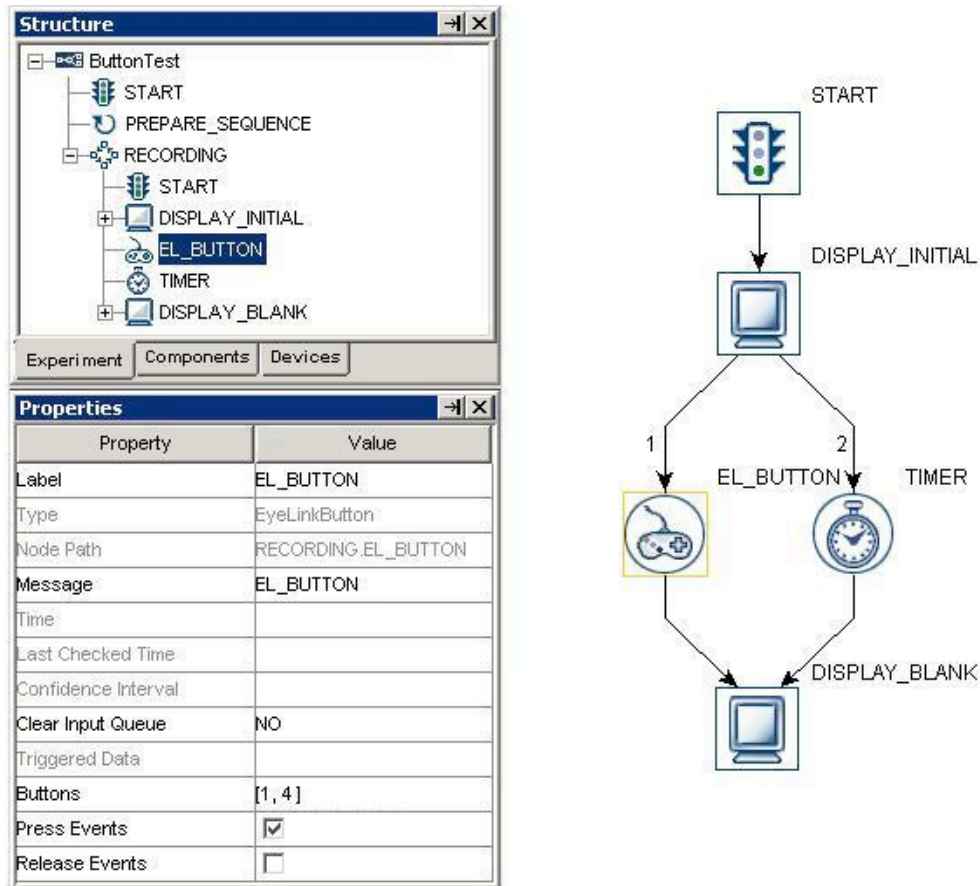 Structure
ButtonTest
START
PREPARE_SEQUENCE
RECORDING
START
DISPLAY_INITIAL
EL_BUTTON
TIMER
DISPLAY_BLANK
Experiment Components Devices
Properties
Property Value
Label EL_BUTTON
Type EyeLinkButton
Node Path RECORDING.EL_BUTTON
Message EL_BUTTON
Time
Last Checked Time
Confidence Interval
Clear Input Queue NO
Triggered Data
Buttons [1, 4 ]
Press Events
Release Events
START
DISPLAY_INITIAL
1 2
EL_BUTTON TIMER
DISPLAY_BLANK